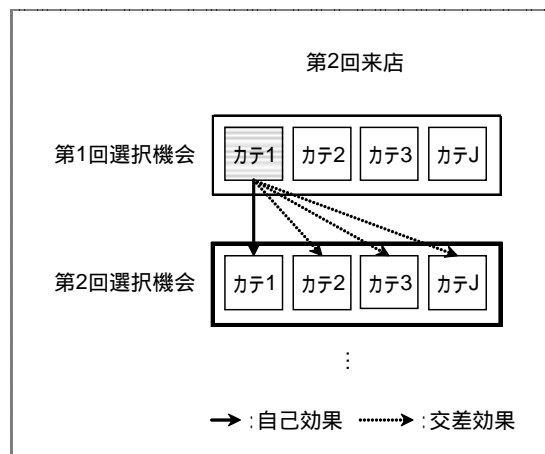 第2回来店
第1回選択機会 カテ1 カテ2 カテ3 カテJ
第2回選択機会 カテ1 カテ2 カテ3 カテJ
⋮
:自己効果 :交差効果